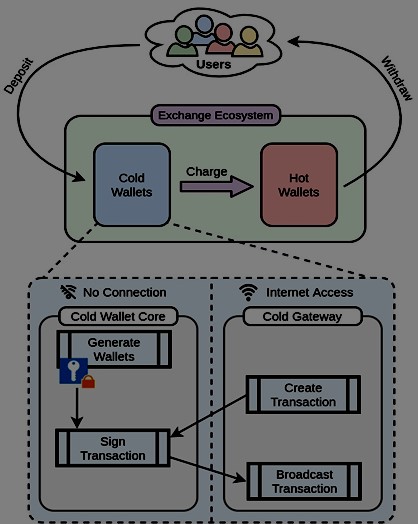 Users
Deposit
Withdraw
Exchange Ecosystem
Cold
Wallets
Charge
Hot
Wallets
No Connection
Internet Access
Cold Wallet Core
Cold Gateway
Generate
Wallets
Create
Transaction
Sign
Transaction
Broadcast
Transaction